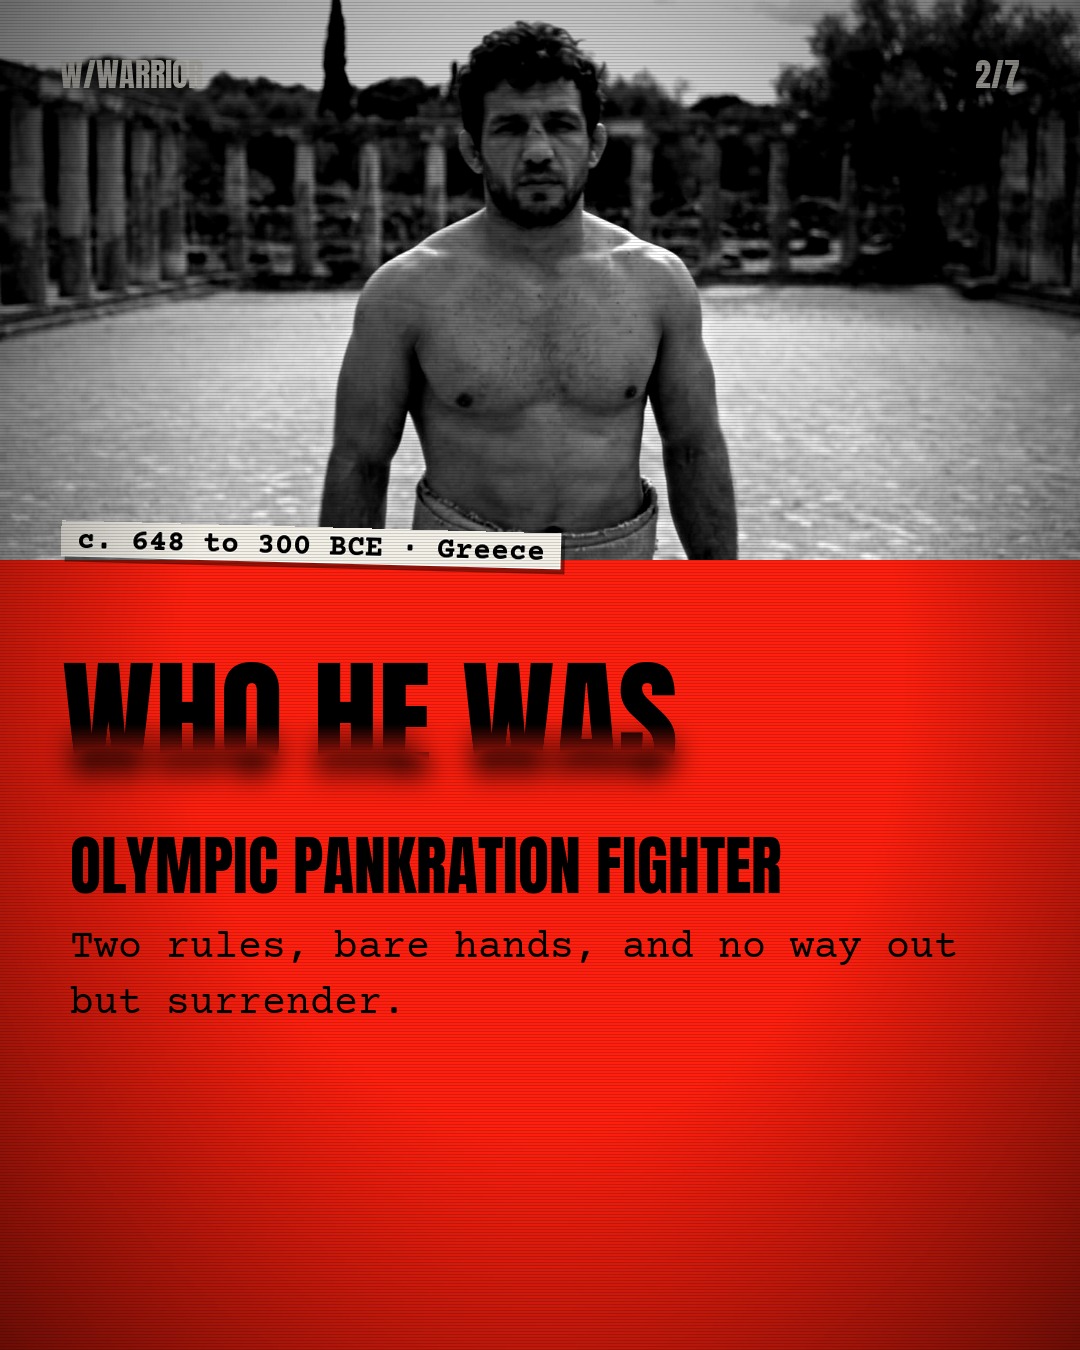 W/WARRIOR
2/7
c. 648 to 300 BCE · Greece
WHO HE WAS
OLYMPIC PANKRATION FIGHTER
Two rules, bare hands, and no way out
but surrender.